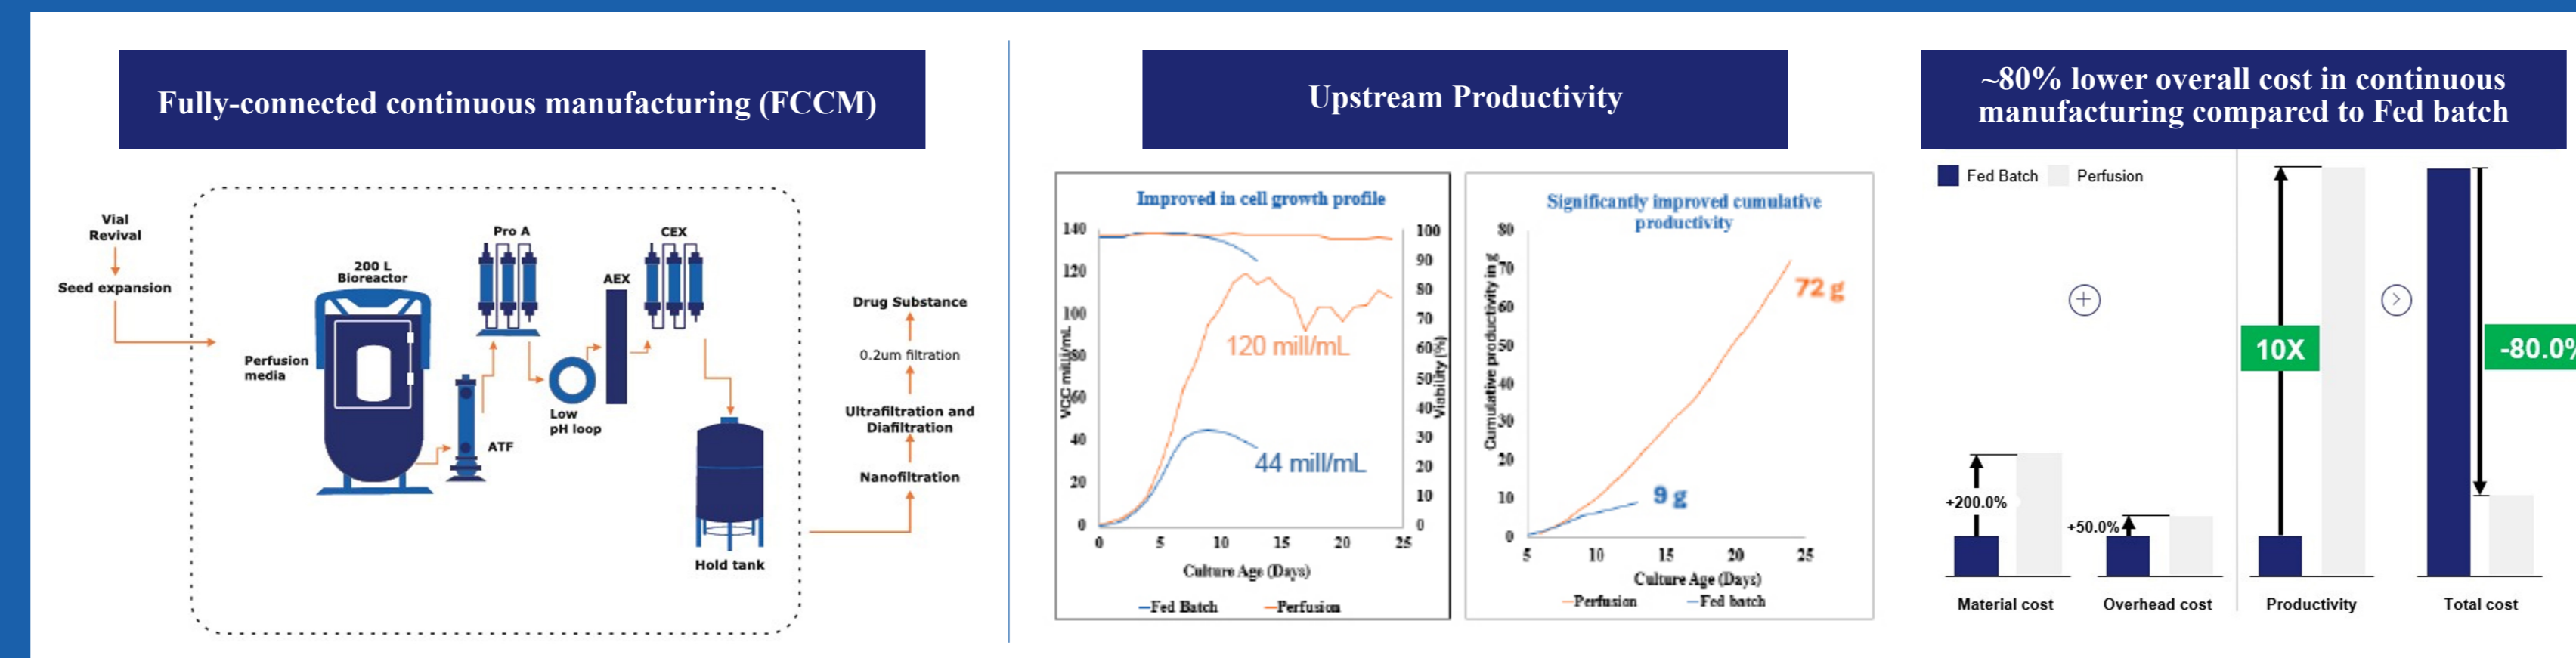 Fully-connected continuous manufacturing (FCCM)
Vial
Revival
Seed expansion
200 L
Bioreactor
Perfusion
media
ATF
Pro A
Low
pH loop
AEX
CEX
Hold tank
Drug Substance
0.2um filtration
Ultrafiltration and
Diafiltration
Nanofiltration
Upstream Productivity
Improved in cell growth profile
140
120
100
80
60
40
20
0
VCC mill/mL
100
90
80
70
60
50
40
30
20
10
0
Viability (%)
120 mill/mL
44 mill/mL
0 5 10 15 20 25
Culture Age (Days)
Fed Batch Perfusion
Significantly improved cumulative
productivity
80
70
60
50
40
30
20
10
0
Cumulative productivity in g
72 g
9 g
5 10 15 20 25
Culture Age (Days)
Perfusion Fed batch
~80% lower overall cost in continuous
manufacturing compared to Fed batch
Fed Batch Perfusion
+200.0%
+50.0%
10X
-80.0%
Material cost Overhead cost Productivity Total cost